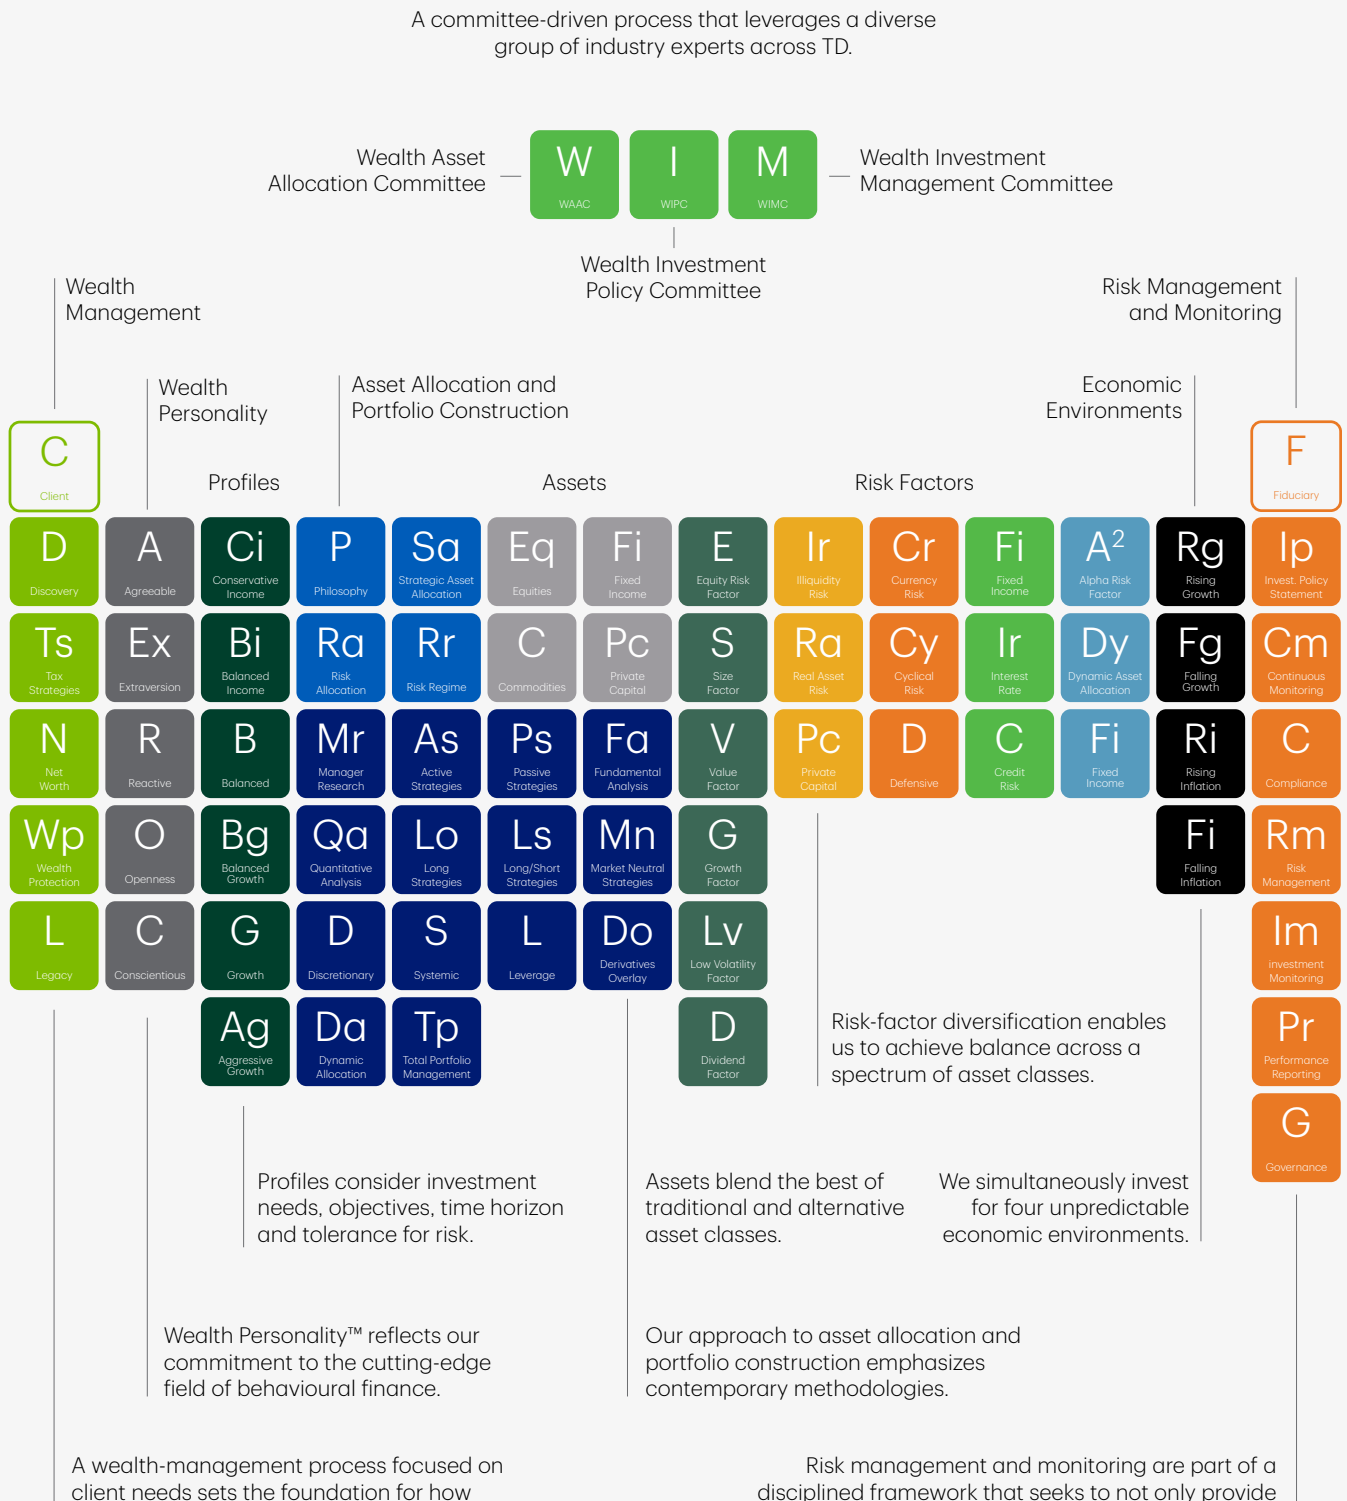 A committee-driven process that leverages a diverse
group of industry experts across TD.
Wealth Asset
Allocation Committee
W
WAAC
I
WIPC
M
WIMC
Wealth Investment
Management Committee
Wealth Investment
Policy Committee
Wealth
Management
Risk Management
and Monitoring
Wealth
Personality
Asset Allocation and
Portfolio Construction
Economic
Environments
Profiles
Assets
Risk Factors
C
Client
F
Fiduciary
D
Discovery
A
Agreeable
Ci
Conservative
Income
P
Philosophy
Sa
Strategic Asset
Allocation
Eq
Equities
Fi
Fixed
Income
E
Equity Risk
Factor
Ir
Illiquidity
Risk
Cr
Currency
Risk
Fi
Fixed
Income
A²
Alpha Risk
Factor
Rg
Rising
Growth
Ip
Invest. Policy
Statement
Ts
Tax
Strategies
Ex
Extraversion
Bi
Balanced
Income
Ra
Risk
Allocation
Rr
Risk Regime
C
Commodities
Pc
Private
Capital
S
Size
Factor
Ra
Real Asset
Risk
Cy
Cyclical
Risk
Ir
Interest
Rate
Dy
Dynamic Asset
Allocation
Fg
Falling
Growth
Cm
Continuous
Monitoring
N
Net
Worth
R
Reactive
B
Balanced
Mr
Manager
Research
As
Active
Strategies
Ps
Passive
Strategies
Fa
Fundamental
Analysis
V
Value
Factor
Pc
Private
Capital
D
Defensive
C
Credit
Risk
Fi
Fixed
Income
Ri
Rising
Inflation
C
Compliance
Wp
Wealth
Protection
O
Openness
Bg
Balanced
Growth
Qa
Quantitative
Analysis
Lo
Long
Strategies
Ls
Long/Short
Strategies
Mn
Market Neutral
Strategies
G
Growth
Factor
Fi
Falling
Inflation
Rm
Risk
Management
L
Legacy
C
Conscientious
G
Growth
D
Discretionary
S
Systemic
L
Leverage
Do
Derivatives
Overlay
Lv
Low Volatility
Factor
Im
investment
Monitoring
Ag
Aggressive
Growth
Da
Dynamic
Allocation
Tp
Total Portfolio
Management
D
Dividend
Factor
Pr
Performance
Reporting
G
Governance
Risk-factor diversification enables
us to achieve balance across a
spectrum of asset classes.
Profiles consider investment
needs, objectives, time horizon
and tolerance for risk.
Assets blend the best of
traditional and alternative
asset classes.
We simultaneously invest
for four unpredictable
economic environments.
Wealth Personality™ reflects our
commitment to the cutting-edge
field of behavioural finance.
Our approach to asset allocation and
portfolio construction emphasizes
contemporary methodologies.
A wealth-management process focused on
client needs sets the foundation for how
Risk management and monitoring are part of a
disciplined framework that seeks to not only provide